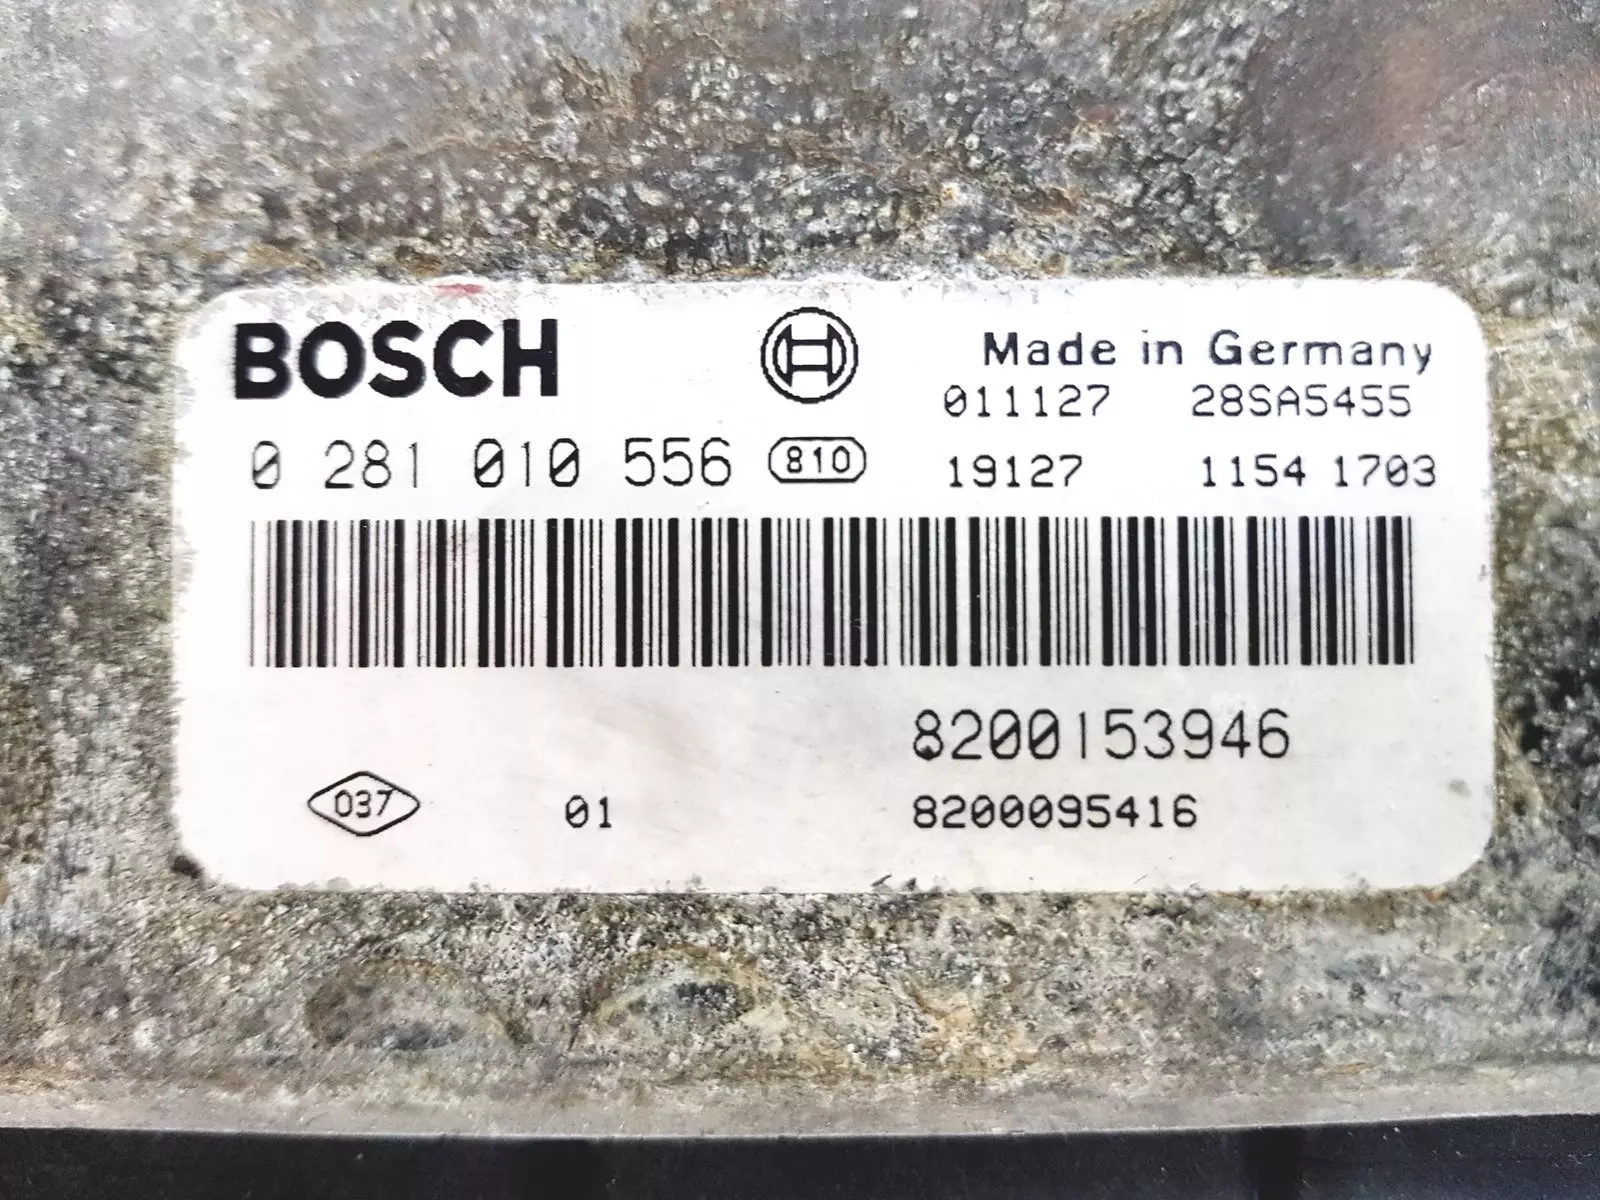 BOSCH Made in Germany
011127 28SA5455
0 281 010 556 810 19127 1154 1703
8200153946
037 01 8200095416